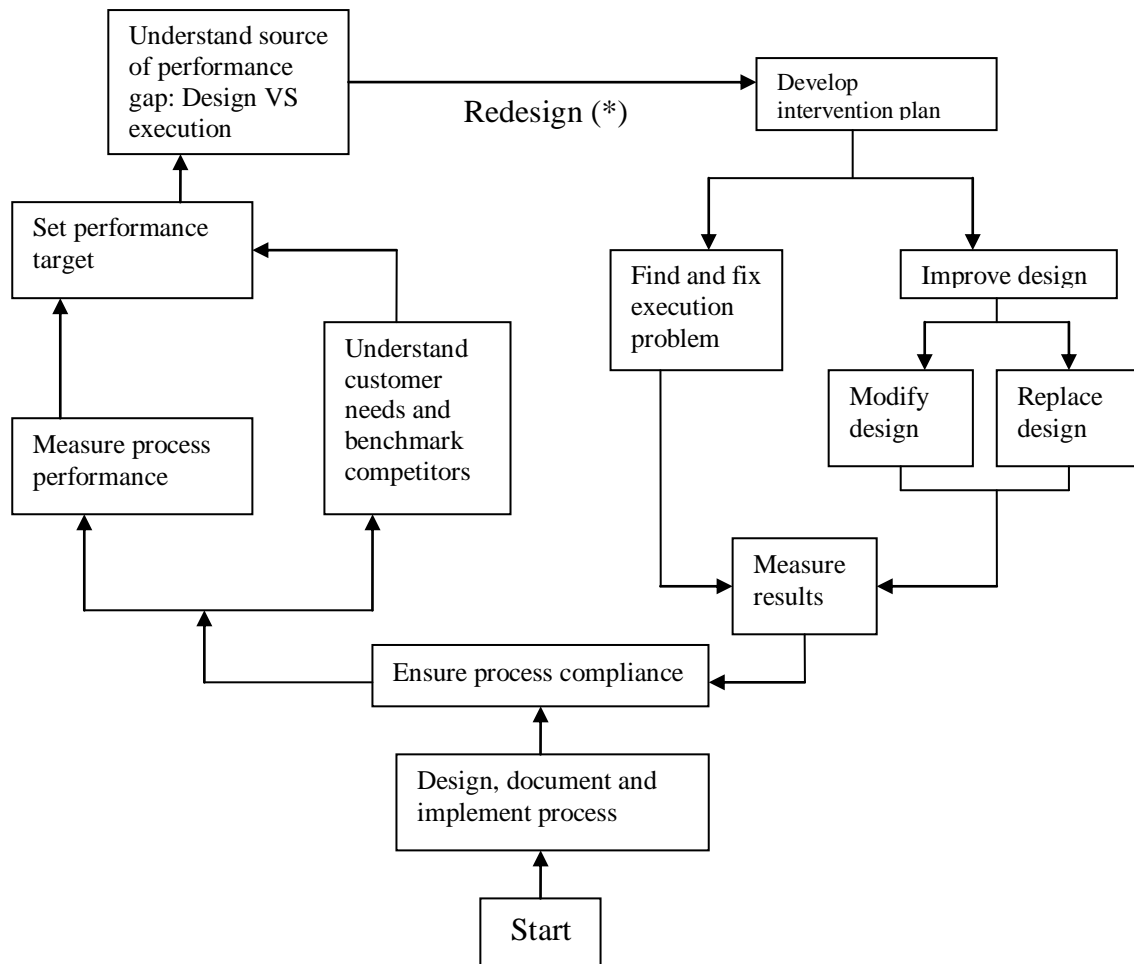 Understand source
of performance
gap: Design VS
execution
Redesign (*)
Develop
intervention plan
Set performance
target
Find and fix
execution
problem
Improve design
Understand
customer
needs and
benchmark
competitors
Modify
design
Replace
design
Measure process
performance
Measure
results
Ensure process compliance
Design, document and
implement process
Start